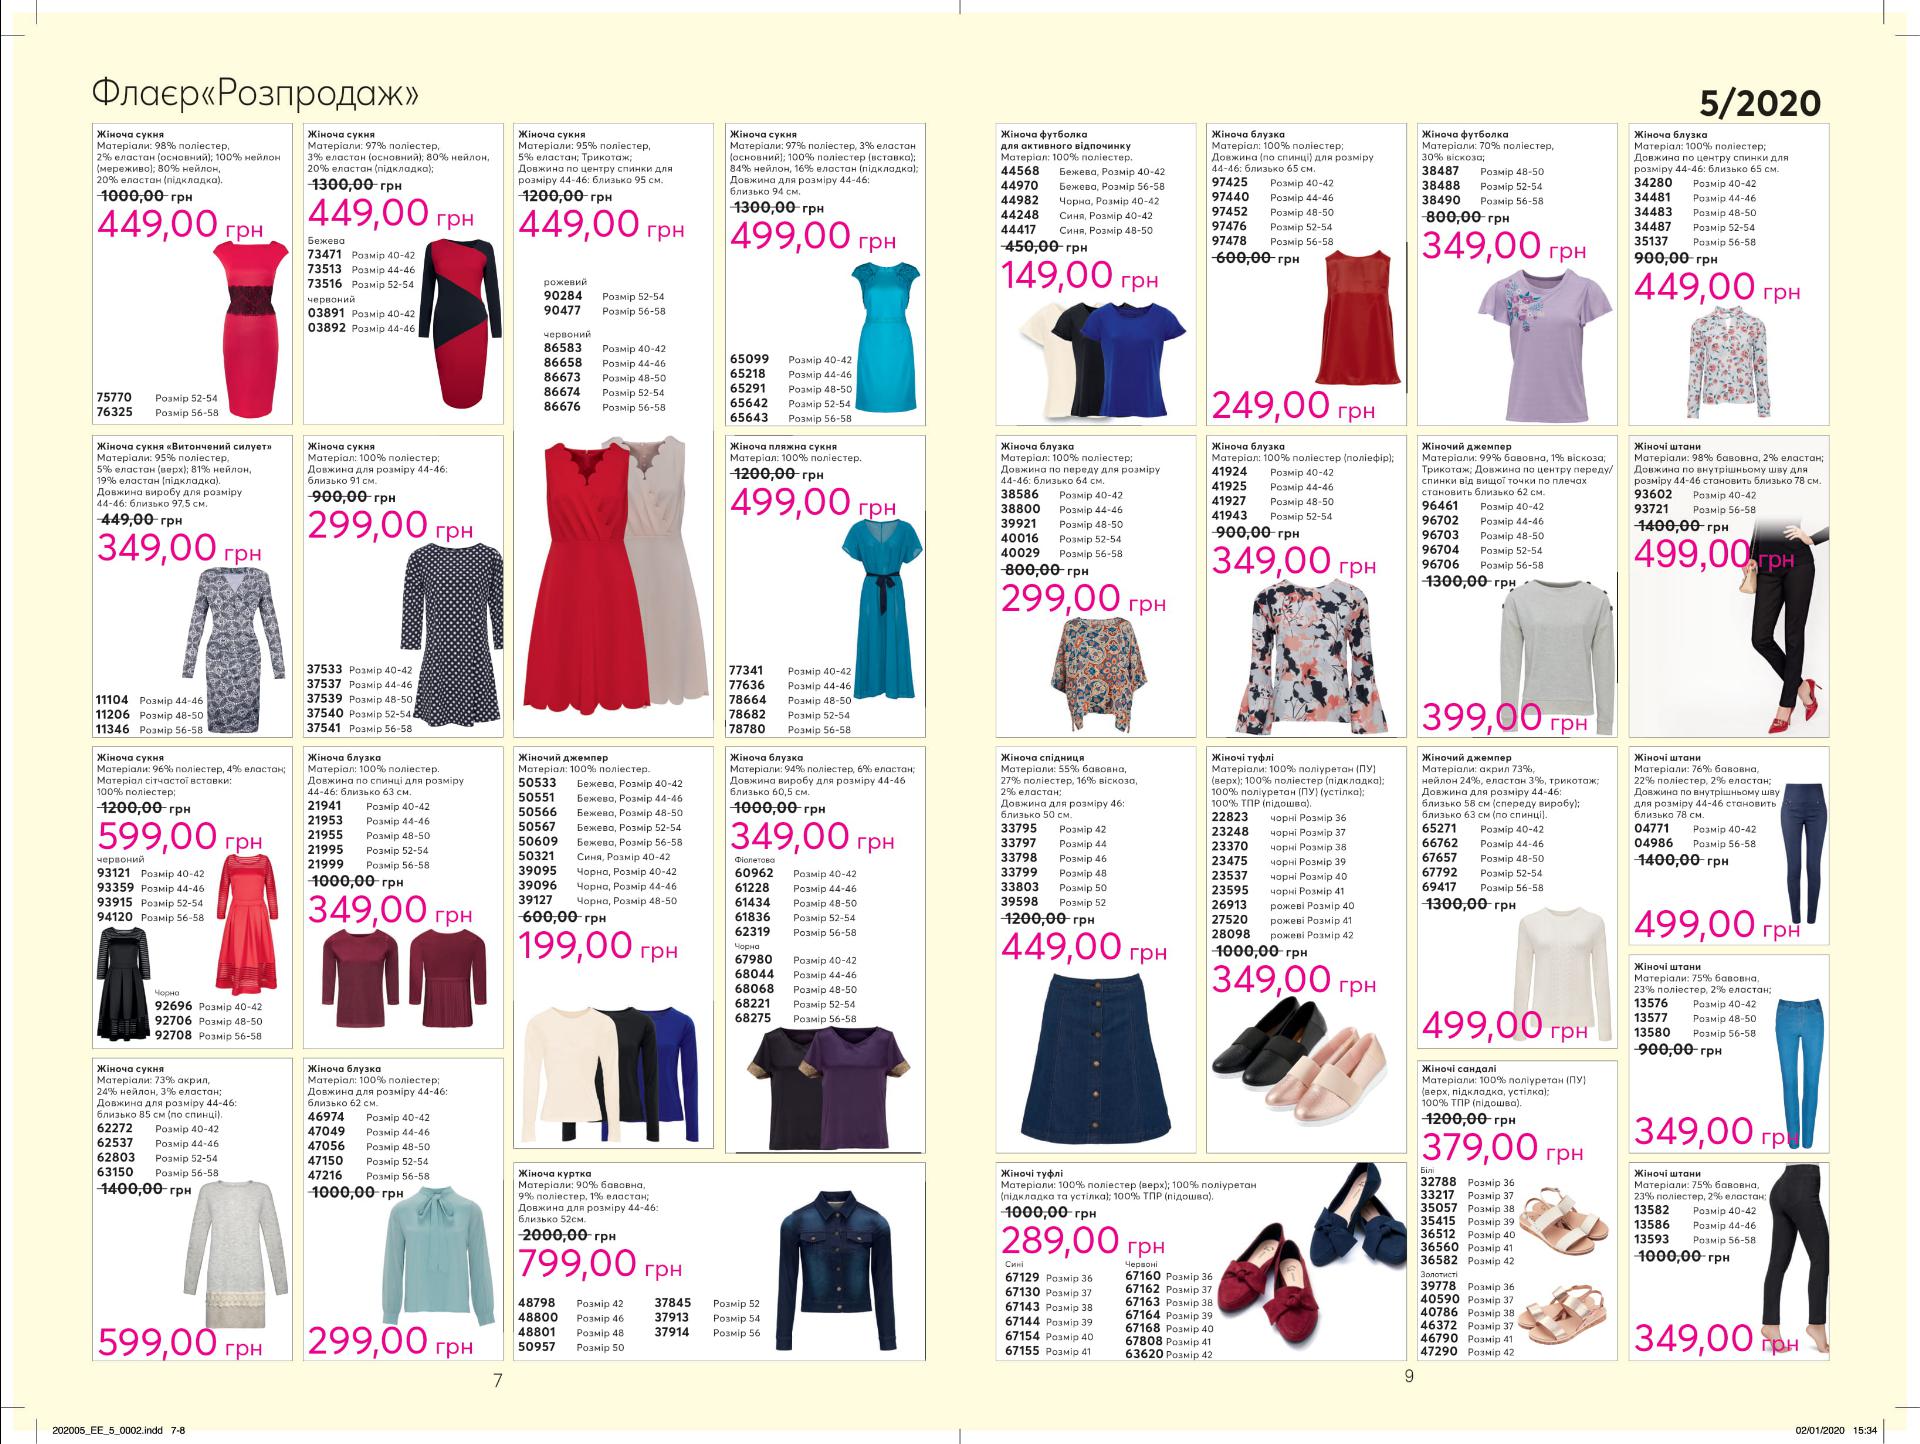 Флаєр«Розпродаж»
5/2020
Жіноча сукня
Матеріали: 98% поліестер,
2% еластан (основний); 100% нейлон
(мереживо); 80% нейлон,
20% еластан (підкладка).
1000,00 грн
449,00 грн
75770 Розмір 52-54
76325 Розмір 56-58
Жіноча сукня
Матеріали: 97% поліестер,
3% еластан (основний); 80% нейлон,
20% еластан (підкладка);
1300,00 грн
449,00 грн
Бежева
73471 Розмір 40-42
73513 Розмір 44-46
73516 Розмір 52-54
червоний
03891 Розмір 40-42
03892 Розмір 44-46
Жіноча сукня
Матеріали: 95% поліестер,
5% еластан; Трикотаж;
Довжина по центру спинки для
розміру 44-46: близько 95 см.
1200,00 грн
449,00 грн
рожевий
90284 Розмір 52-54
90477 Розмір 56-58
червоний
86583 Розмір 40-42
86658 Розмір 44-46
86673 Розмір 48-50
86674 Розмір 52-54
86676 Розмір 56-58
Жіноча сукня
Матеріали: 97% поліестер, 3% еластан
(основний); 100% поліестер (вставка);
84% нейлон, 16% еластан (підкладка);
Довжина для розміру 44-46:
близько 94 см.
1300,00 грн
499,00 грн
65099 Розмір 40-42
65218 Розмір 44-46
65291 Розмір 48-50
65642 Розмір 52-54
65643 Розмір 56-58
Жіноча сукня «Витончений силует»
Матеріали: 95% поліестер,
5% еластан (верх); 81% нейлон,
19% еластан (підкладка).
Довжина виробу для розміру
44-46: близько 97,5 см.
449,00 грн
349,00 грн
11104 Розмір 44-46
11206 Розмір 48-50
11346 Розмір 56-58
Жіноча сукня
Матеріал: 100% поліестер;
Довжина для розміру 44-46:
близько 91 см.
900,00 грн
299,00 грн
37533 Розмір 40-42
37537 Розмір 44-46
37539 Розмір 48-50
37540 Розмір 52-54
37541 Розмір 56-58
Жіноча пляжна сукня
Матеріал: 100% поліестер.
1200,00 грн
499,00 грн
77341 Розмір 40-42
77636 Розмір 44-46
78664 Розмір 48-50
78682 Розмір 52-54
78780 Розмір 56-58
Жіноча сукня
Матеріали: 96% поліестер, 4% еластан;
Матеріал сітчастої вставки:
100% поліестер;
1200,00 грн
599,00 грн
червоний
93121 Розмір 40-42
93359 Розмір 44-46
93915 Розмір 52-54
94120 Розмір 56-58
Чорна
92696 Розмір 40-42
92706 Розмір 48-50
92708 Розмір 56-58
Жіноча блузка
Матеріал: 100% поліестер.
Довжина по спинці для розміру
44-46: близько 63 см.
21941 Розмір 40-42
21953 Розмір 44-46
21955 Розмір 48-50
21995 Розмір 52-54
21999 Розмір 56-58
1000,00 грн
349,00 грн
Жіночий джемпер
Матеріал: 100% поліестер.
50533 Бежева, Розмір 40-42
50551 Бежева, Розмір 44-46
50566 Бежева, Розмір 48-50
50567 Бежева, Розмір 52-54
50609 Бежева, Розмір 56-58
50321 Синя, Розмір 40-42
39095 Чорна, Розмір 40-42
39096 Чорна, Розмір 44-46
39127 Чорна, Розмір 48-50
600,00 грн
199,00 грн
Жіноча блузка
Матеріали: 94% поліестер, 6% еластан;
Довжина виробу для розміру 44-46
близько 60,5 см.
1000,00 грн
349,00 грн
Фіолетова
60962 Розмір 40-42
61228 Розмір 44-46
61434 Розмір 48-50
61836 Розмір 52-54
62319 Розмір 56-58
Чорна
67980 Розмір 40-42
68044 Розмір 44-46
68068 Розмір 48-50
68221 Розмір 52-54
68275 Розмір 56-58
Жіноча сукня
Матеріали: 73% акрил,
24% нейлон, 3% еластан;
Довжина для розміру 44-46:
близько 85 см (по спинці).
62272 Розмір 40-42
62537 Розмір 44-46
62803 Розмір 52-54
63150 Розмір 56-58
1400,00 грн
599,00 грн
Жіноча блузка
Матеріал: 100% поліестер;
Довжина для розміру 44-46:
близько 62 см.
46974 Розмір 40-42
47049 Розмір 44-46
47056 Розмір 48-50
47150 Розмір 52-54
47216 Розмір 56-58
1000,00 грн
299,00 грн
Жіноча куртка
Матеріали: 90% бавовна,
9% поліестер, 1% еластан;
Довжина для розміру 44-46:
близько 52см.
2000,00 грн
799,00 грн
48798 Розмір 42 37845 Розмір 52
48800 Розмір 46 37913 Розмір 54
48801 Розмір 48 37914 Розмір 56
50957 Розмір 50
7
Жіноча футболка
для активного відпочинку
Матеріал: 100% поліестер.
44568 Бежева, Розмір 40-42
44970 Бежева, Розмір 56-58
44982 Чорна, Розмір 40-42
44248 Синя, Розмір 40-42
44417 Синя, Розмір 48-50
450,00 грн
149,00 грн
Жіноча блузка
Матеріал: 100% поліестер;
Довжина (по спинці) для розміру
44-46: близько 65 см.
97425 Розмір 40-42
97440 Розмір 44-46
97452 Розмір 48-50
97476 Розмір 52-54
97478 Розмір 56-58
600,00 грн
249,00 грн
Жіноча футболка
Матеріали: 70% поліестер,
30% віскоза;
38487 Розмір 48-50
38488 Розмір 52-54
38490 Розмір 56-58
800,00 грн
349,00 грн
Жіноча блузка
Матеріал: 100% поліестер;
Довжина по центру спинки для
розміру 44-46: близько 65 см.
34280 Розмір 40-42
34481 Розмір 44-46
34483 Розмір 48-50
34487 Розмір 52-54
35137 Розмір 56-58
900,00 грн
449,00 грн
Жіноча блузка
Матеріал: 100% поліестер;
Довжина по переду для розміру
44-46: близько 64 см.
38586 Розмір 40-42
38800 Розмір 44-46
39921 Розмір 48-50
40016 Розмір 52-54
40029 Розмір 56-58
800,00 грн
299,00 грн
Жіноча блузка
Матеріал: 100% поліестер (поліефір);
41924 Розмір 40-42
41925 Розмір 44-46
41927 Розмір 48-50
41943 Розмір 52-54
900,00 грн
349,00 грн
Жіночий джемпер
Матеріали: 99% бавовна, 1% віскоза;
Трикотаж; Довжина по центру переду/
спинки від вищої точки по плечах
становить близько 62 см.
96461 Розмір 40-42
96702 Розмір 44-46
96703 Розмір 48-50
96704 Розмір 52-54
96706 Розмір 56-58
1300,00 грн
399,00 грн
Жіночі штани
Матеріали: 98% бавовна, 2% еластан;
Довжина по внутрішньому шву для
розміру 44-46 становить близько 78 см.
93602 Розмір 40-42
93721 Розмір 56-58
1400,00 грн
499,00 грн
Жіноча спідниця
Матеріали: 55% бавовна,
27% поліестер, 16% віскоза,
2% еластан;
Довжина для розміру 46:
близько 50 см.
33795 Розмір 42
33797 Розмір 44
33798 Розмір 46
33799 Розмір 48
33803 Розмір 50
39598 Розмір 52
1200,00 грн
449,00 грн
Жіночі туфлі
Матеріали: 100% поліуретан (ПУ)
(верх); 100% поліестер (підкладка);
100% поліуретан (ПУ) (устілка);
100% ТПР (підошва).
22823 чорні Розмір 36
23248 чорні Розмір 37
23370 чорні Розмір 38
23475 чорні Розмір 39
23537 чорні Розмір 40
23595 чорні Розмір 41
26913 рожеві Розмір 40
27520 рожеві Розмір 41
28098 рожеві Розмір 42
1000,00 грн
349,00 грн
Жіночий джемпер
Матеріали: акрил 73%,
нейлон 24%, еластан 3%, трикотаж;
Довжина для розміру 44-46:
близько 58 см (спереду виробу);
близько 63 см (по спинці).
65271 Розмір 40-42
66762 Розмір 44-46
67657 Розмір 48-50
67792 Розмір 52-54
69417 Розмір 56-58
1300,00 грн
499,00 грн
Жіночі штани
Матеріали: 76% бавовна,
22% поліестер, 2% еластан;
Довжина по внутрішньому шву
для розміру 44-46 становить
близько 78 см.
04771 Розмір 40-42
04986 Розмір 56-58
1400,00 грн
499,00 грн
Жіночі штани
Матеріали: 75% бавовна,
23% поліестер, 2% еластан;
13576 Розмір 40-42
13577 Розмір 48-50
13580 Розмір 56-58
900,00 грн
349,00 грн
Жіночі туфлі
Матеріали: 100% поліестер (верх); 100% поліуретан
(підкладка та устілка); 100% ТПР (підошва).
1000,00 грн
289,00 грн
Сині
67129 Розмір 36
67130 Розмір 37
67143 Розмір 38
67144 Розмір 39
67154 Розмір 40
67155 Розмір 41
Червоні
67160 Розмір 36
67162 Розмір 37
67163 Розмір 38
67164 Розмір 39
67168 Розмір 40
67808 Розмір 41
63620 Розмір 42
Жіночі сандалі
Матеріали: 100% поліуретан (ПУ)
(верх, підкладка, устілка);
100% ТПР (підошва).
1200,00 грн
379,00 грн
Білі
32788 Розмір 36
33217 Розмір 37
35057 Розмір 38
35415 Розмір 39
36512 Розмір 40
36560 Розмір 41
36582 Розмір 42
Золотисті
39778 Розмір 36
40590 Розмір 37
40786 Розмір 38
46372 Розмір 37
46790 Розмір 41
47290 Розмір 42
Жіночі штани
Матеріали: 75% бавовна,
23% поліестер, 2% еластан;
13582 Розмір 40-42
13586 Розмір 44-46
13593 Розмір 56-58
1000,00 грн
349,00 грн
9
202005_EE_5_0002.indd 7-8
02/01/2020 15:34